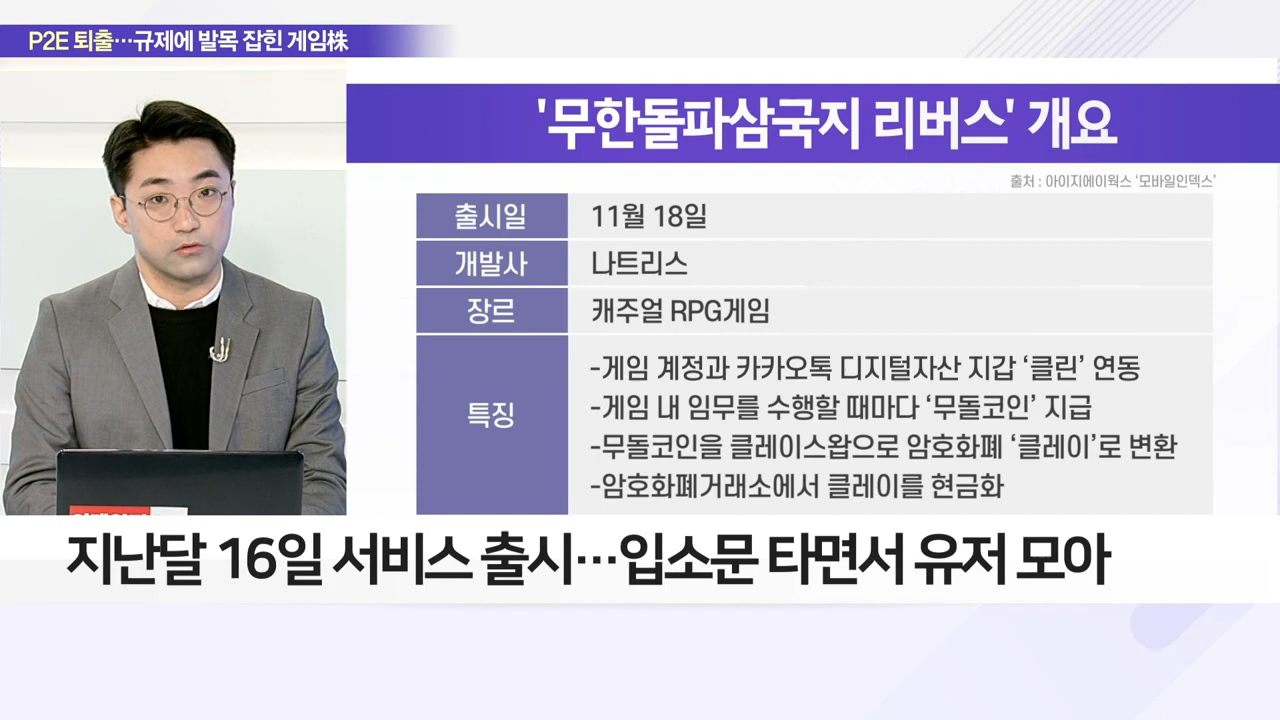 P2E 퇴출…규제에 발목 잡힌 게임株
'무한돌파삼국지 리버스' 개요
출처 : 아이지에이웍스 ‘모바일인덱스’
출시일 11월 18일
개발사 나트리스
장르 캐주얼 RPG게임
특징
-게임 계정과 카카오톡 디지털자산 지갑 ‘클린’ 연동
-게임 내 임무를 수행할 때마다 ‘무돌코인’ 지급
-무돌코인을 클레이스왑으로 암호화폐 ‘클레이’로 변환
-암호화폐거래소에서 클레이를 현금화
지난달 16일 서비스 출시…입소문 타면서 유저 모아